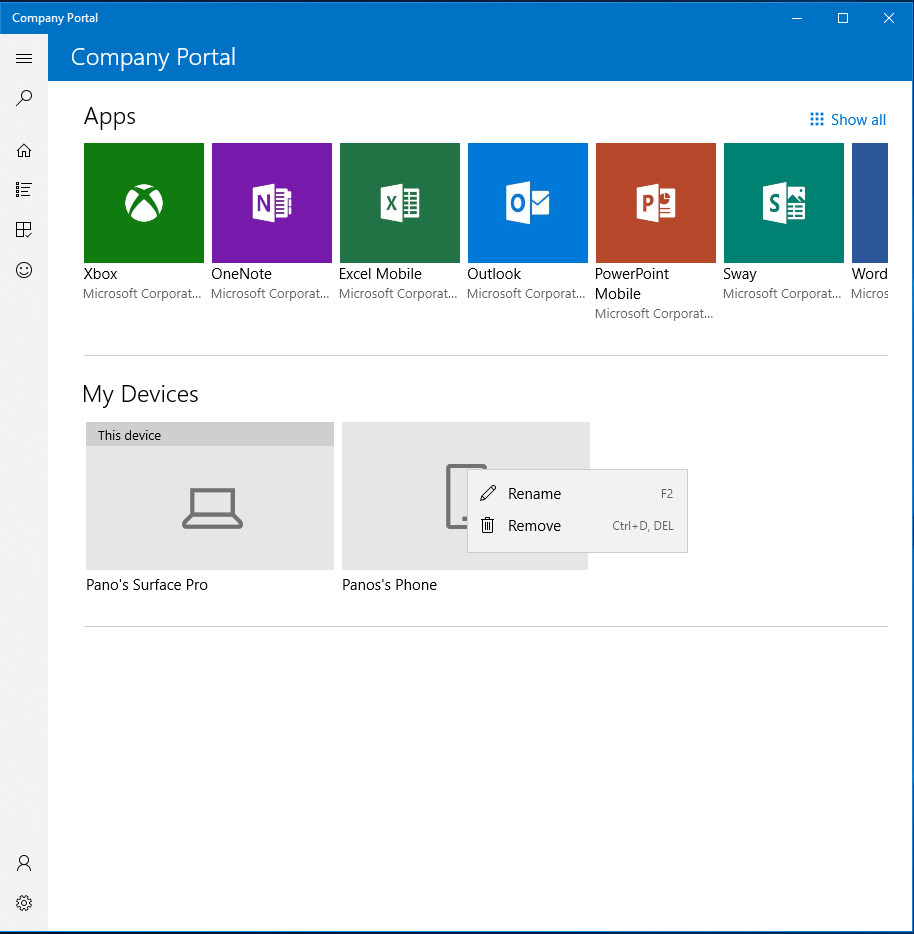 Company Portal
Company Portal
Apps
Show all
N
X
O
P
S
Xbox
OneNote
Excel Mobile
Outlook
PowerPoint
Mobile
Sway
Word
Microsoft Corporat...
Microsoft Corporat...
Microsoft Corporat...
Microsoft Corporat...
Microsoft Corporat...
Microsoft Corporat...
Micros
My Devices
This device
Rename F2
Remove Ctrl+D, DEL
Pano's Surface Pro
Panos's Phone